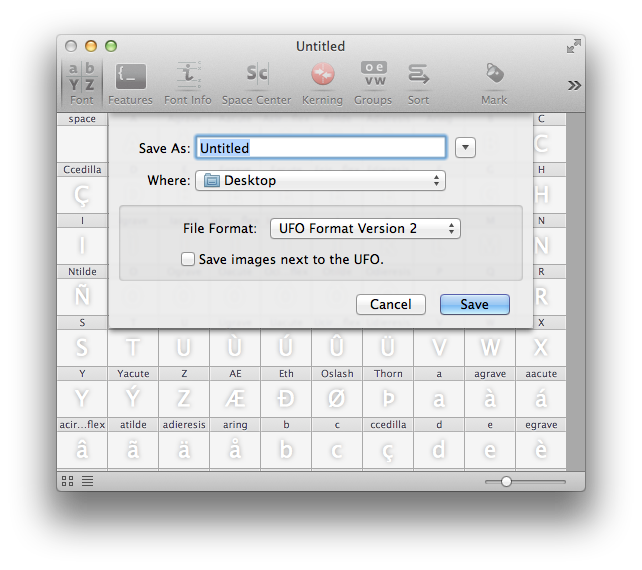 Untitled
a b
Y Z
{_
i
S|c
o e
v w
Font Features Font Info Space Center Kerning Groups Sort Mark »
space C
Save As: Untitled
C
Ccedilla H
Where: Desktop
Ç H
I N
File Format: UFO Format Version 2
I N
Save images next to the UFO.
Ntilde R
Ñ R
Cancel Save
S X
S T U Ù Ú Û Ü V W X
Y Yacute Z AE Eth Oslash Thorn a agrave aacute
Y Ý Z Æ Ð Ø Þ a à á
acir...flex atilde adieresis aring b c ccedilla d e egrave
â ã ä å b c ç d e è